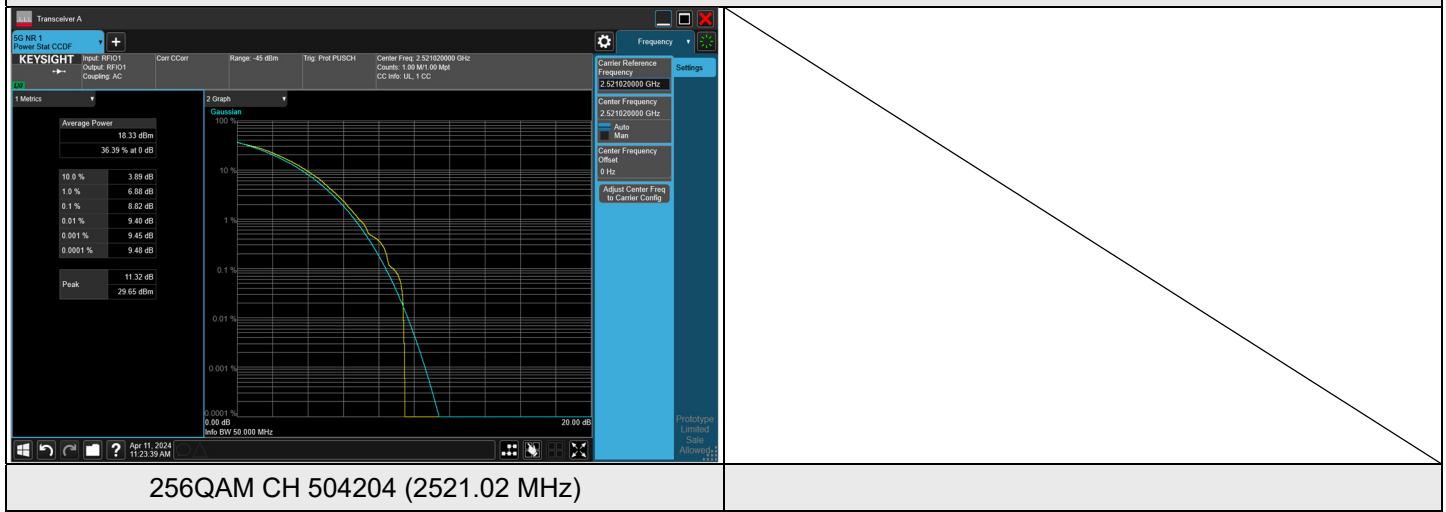 Transceiver A
5G NR 1
Power Stat CCDF
Frequency
KEYSIGHT
Input: RFIO1
Output: RFIO1
Coupling: AC
Corr CCorr
Range: -45 dBm
Trig: Prot PUSCH
Center Freq: 2.521020000 GHz
Counts: 1.00 M/1.00 Mpt
CC Info: UL, 1 CC
LV
Carrier Reference
Frequency
2.521020000 GHz
Settings
Center Frequency
2.521020000 GHz
Auto
Man
Center Frequency
Offset
0 Hz
Adjust Center Freq
to Carrier Config
1 Metrics
Average Power
18.33 dBm
36.39 % at 0 dB
10.0 % 3.89 dB
1.0 % 6.88 dB
0.1 % 8.82 dB
0.01 % 9.40 dB
0.001 % 9.45 dB
0.0001 % 9.48 dB
Peak
11.32 dB
29.65 dBm
2 Graph
Gaussian
100 %
10 %
1 %
0.1 %
0.01 %
0.001 %
0.0001 %
0.00 dB
20.00 dB
Info BW 50.000 MHz
Prototype
Limited
Sale
Allowed
?
Apr 11, 2024
11:23:39 AM
256QAM CH 504204 (2521.02 MHz)